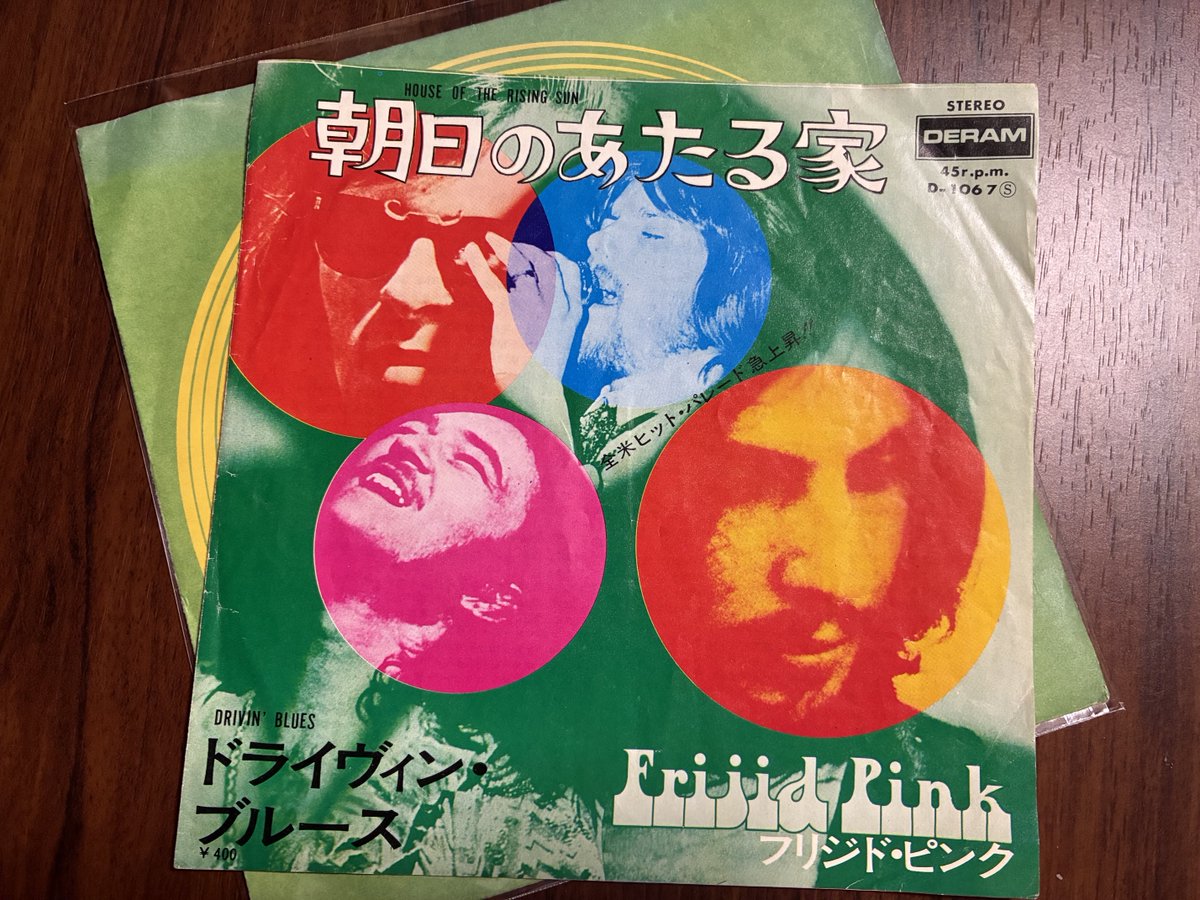 HOUSE OF THE RISING SUN
朝日のあたる家
STEREO
DERAM
45r.p.m.
D-1067Ⓢ
全米ヒット・パレード急上昇!!
DRIVIN' BLUES
ドライヴィン・
ブルース
¥400
Frijid Pink
フリジド・ピンク